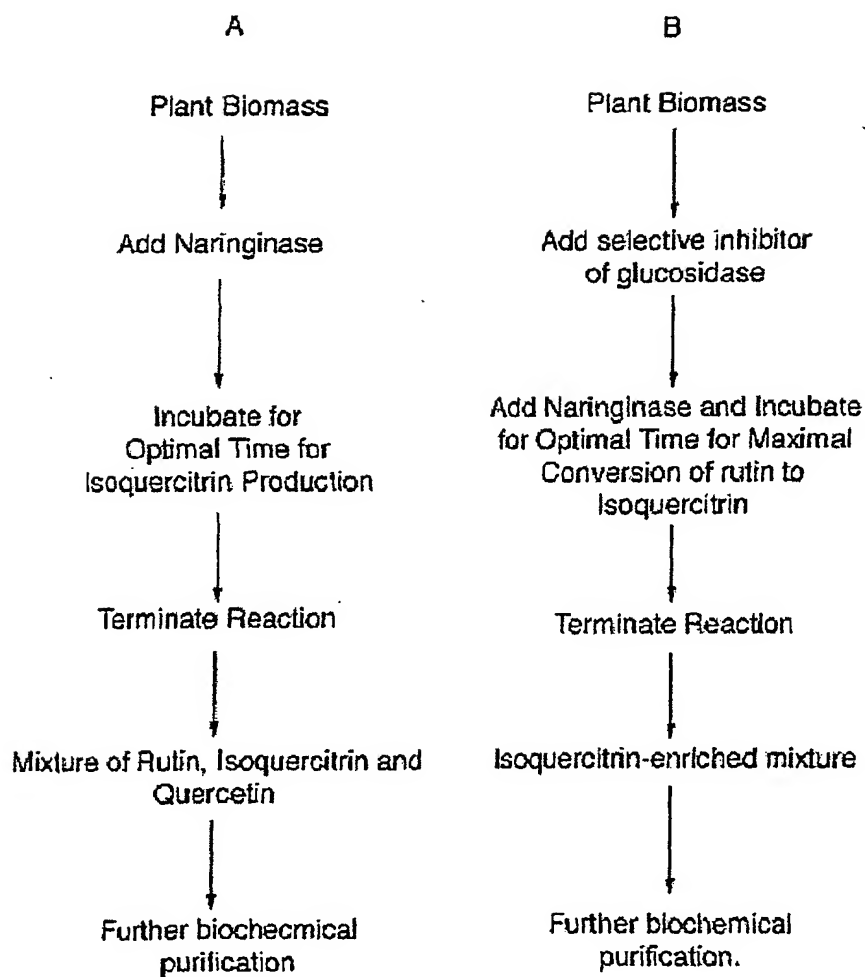 A
Plant Biomass
Add Naringinase
Incubate for
Optimal Time for
Isoquercitrin Production
Terminate Reaction
Mixture of Rutin, Isoquercitrin and
Quercetin
Further biochecmical
purification
B
Plant Biomass
Add selective inhibitor
of glucosidase
Add Naringinase and Incubate
for Optimal Time for Maximal
Conversion of rutin to
Isoquercitrin
Terminate Reaction
Isoquercitrin-enriched mixture
Further biochemical
purification.